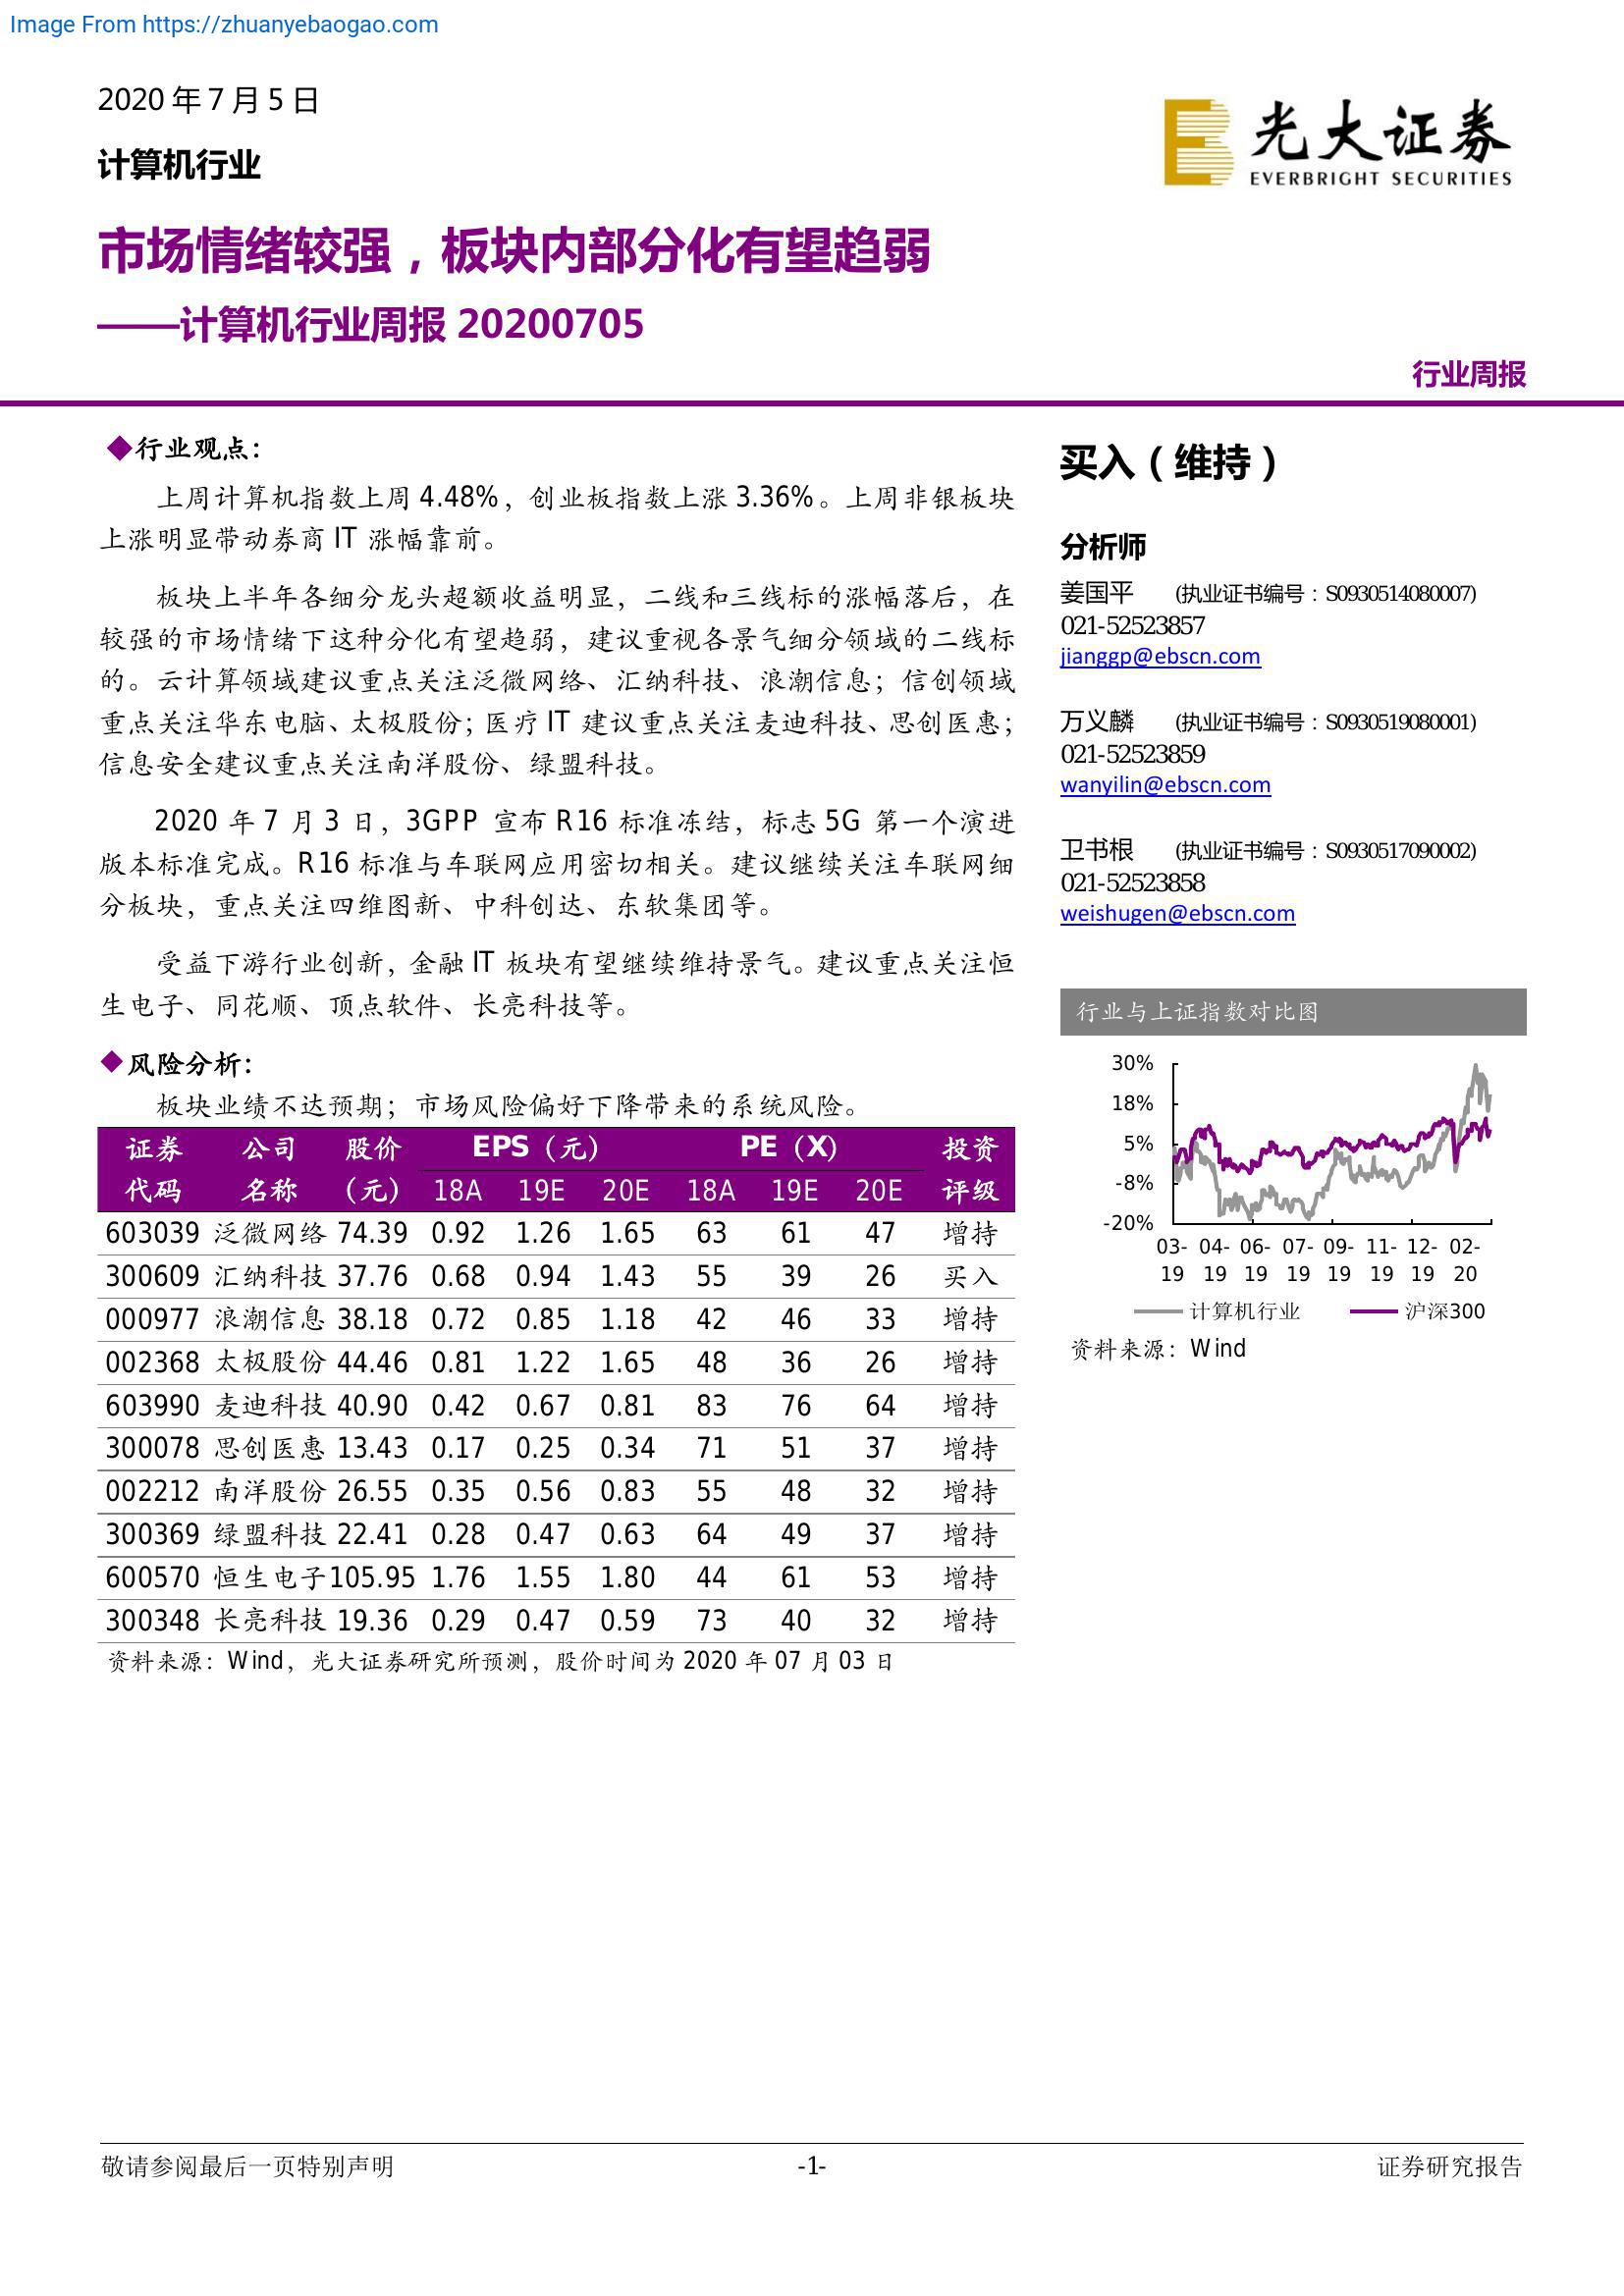 Image From https://zhuanyebaogao.com
2020 年 7 月 5 日
计算机行业
光大证券
EVERBRIGHT SECURITIES
市场情绪较强，板块内部分化有望趋弱
——计算机行业周报 20200705
行业周报
◆行业观点：
上周计算机指数上周 4.48%，创业板指数上涨 3.36%。上周非银板块
上涨明显带动券商 IT 涨幅靠前。
板块上半年各细分龙头超额收益明显，二线和三线标的涨幅落后，在
较强的市场情绪下这种分化有望趋弱，建议重视各景气细分领域的二线标
的。云计算领域建议重点关注泛微网络、汇纳科技、浪潮信息；信创领域
重点关注华东电脑、太极股份；医疗 IT 建议重点关注麦迪科技、思创医惠；
信息安全建议重点关注南洋股份、绿盟科技。
2020 年 7 月 3 日，3GPP 宣布 R16 标准冻结，标志 5G 第一个演进
版本标准完成。R16 标准与车联网应用密切相关。建议继续关注车联网细
分板块，重点关注四维图新、中科创达、东软集团等。
受益下游行业创新，金融 IT 板块有望继续维持景气。建议重点关注恒
生电子、同花顺、顶点软件、长亮科技等。
◆风险分析：
板块业绩不达预期；市场风险偏好下降带来的系统风险。
证券 公司 股价 EPS（元） PE（X） 投资
代码 名称 （元） 18A 19E 20E 18A 19E 20E 评级
603039 泛微网络 74.39 0.92 1.26 1.65 63 61 47 增持
300609 汇纳科技 37.76 0.68 0.94 1.43 55 39 26 买入
000977 浪潮信息 38.18 0.72 0.85 1.18 42 46 33 增持
002368 太极股份 44.46 0.81 1.22 1.65 48 36 26 增持
603990 麦迪科技 40.90 0.42 0.67 0.81 83 76 64 增持
300078 思创医惠 13.43 0.17 0.25 0.34 71 51 37 增持
002212 南洋股份 26.55 0.35 0.56 0.83 55 48 32 增持
300369 绿盟科技 22.41 0.28 0.47 0.63 64 49 37 增持
600570 恒生电子 105.95 1.76 1.55 1.80 44 61 53 增持
300348 长亮科技 19.36 0.29 0.47 0.59 73 40 32 增持
资料来源：Wind，光大证券研究所预测，股价时间为 2020 年 07 月 03 日
买入（维持）
分析师
姜国平 (执业证书编号：S0930514080007)
021-52523857
jianggp@ebscn.com
万义麟 (执业证书编号：S0930519080001)
021-52523859
wanyilin@ebscn.com
卫书根 (执业证书编号：S0930517090002)
021-52523858
weishugen@ebscn.com
行业与上证指数对比图
30%
18%
5%
-8%
-20%
03- 04- 06- 07- 09- 11- 12- 02-
19 19 19 19 19 19 19 20
计算机行业 沪深300
资料来源：Wind
敬请参阅最后一页特别声明 -1- 证券研究报告